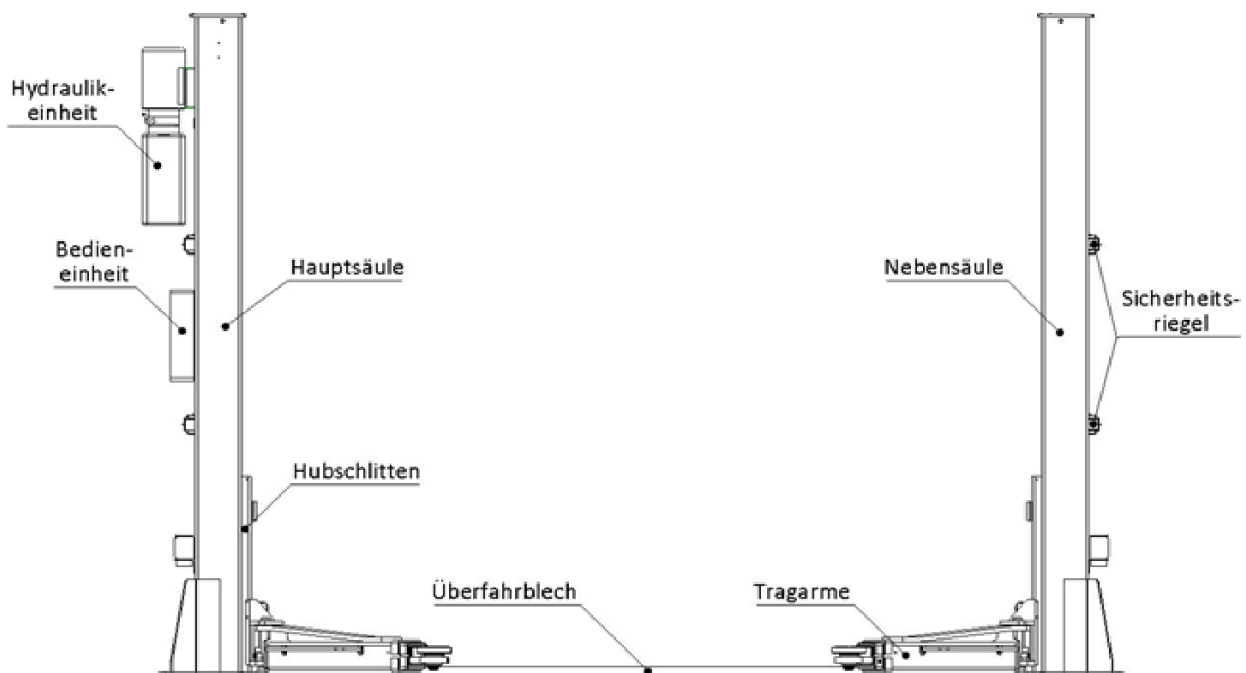 Hydraulik-
einheit
Bedien-
einheit
Hauptsäule
Nebensäule
Sicherheits-
riegel
Hubschlitten
Überfahrblech
Tragarme